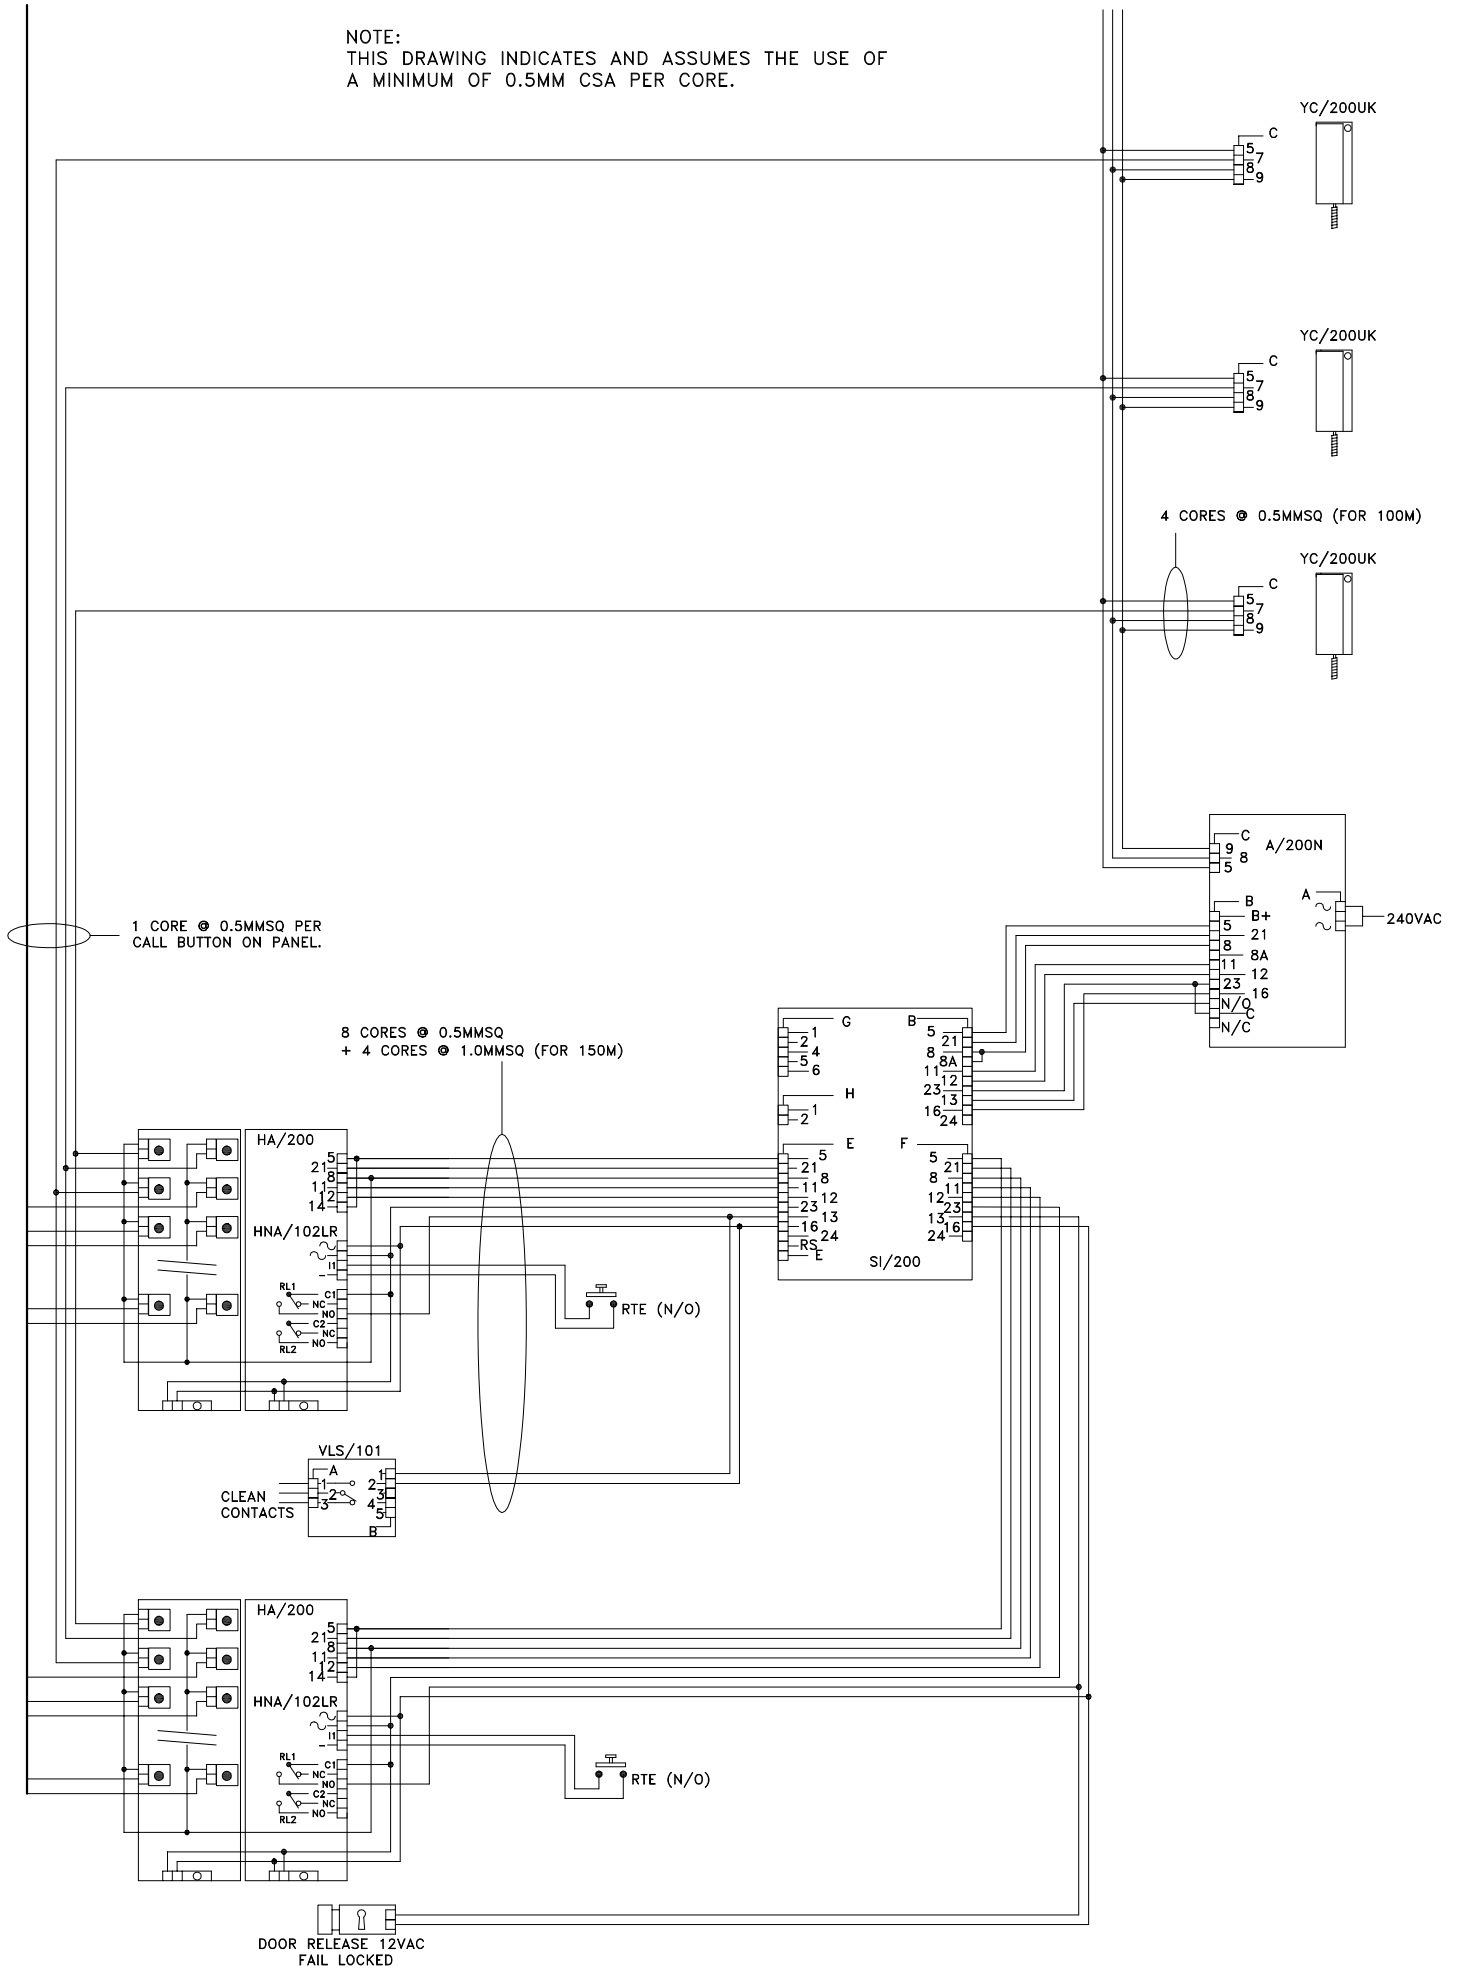 NOTE:
THIS DRAWING INDICATES AND ASSUMES THE USE OF
A MINIMUM OF 0.5MM CSA PER CORE.
YC/200UK
C
5
7
8
9
YC/200UK
C
5
7
8
9
4 CORES @ 0.5MMSQ (FOR 100M)
YC/200UK
C
5
7
8
9
A/200N
C
9
8
5
A
240VAC
B
B+
5
21
8
8A
11
12
23
16
N/O
C
N/C
1 CORE @ 0.5MMSQ PER
CALL BUTTON ON PANEL.
8 CORES @ 0.5MMSQ
+ 4 CORES @ 1.0MMSQ (FOR 150M)
G
1
2
4
5
6
H
1
2
E
5
21
8
11
12
23
13
16
24
RS
E
B
5
21
8
8A
11
12
23
13
16
24
F
5
21
8
11
12
23
13
16
24
SI/200
HA/200
5
21
8
11
12
14
HNA/102LR
I1
–
RL1
C1
NC
NO
C2
NC
NO
RL2
RTE (N/O)
VLS/101
A
1
2
3
1
2
3
4
5
B
CLEAN
CONTACTS
HA/200
5
21
8
11
12
14
HNA/102LR
I1
–
RL1
C1
NC
NO
C2
NC
NO
RL2
RTE (N/O)
DOOR RELEASE 12VAC
FAIL LOCKED